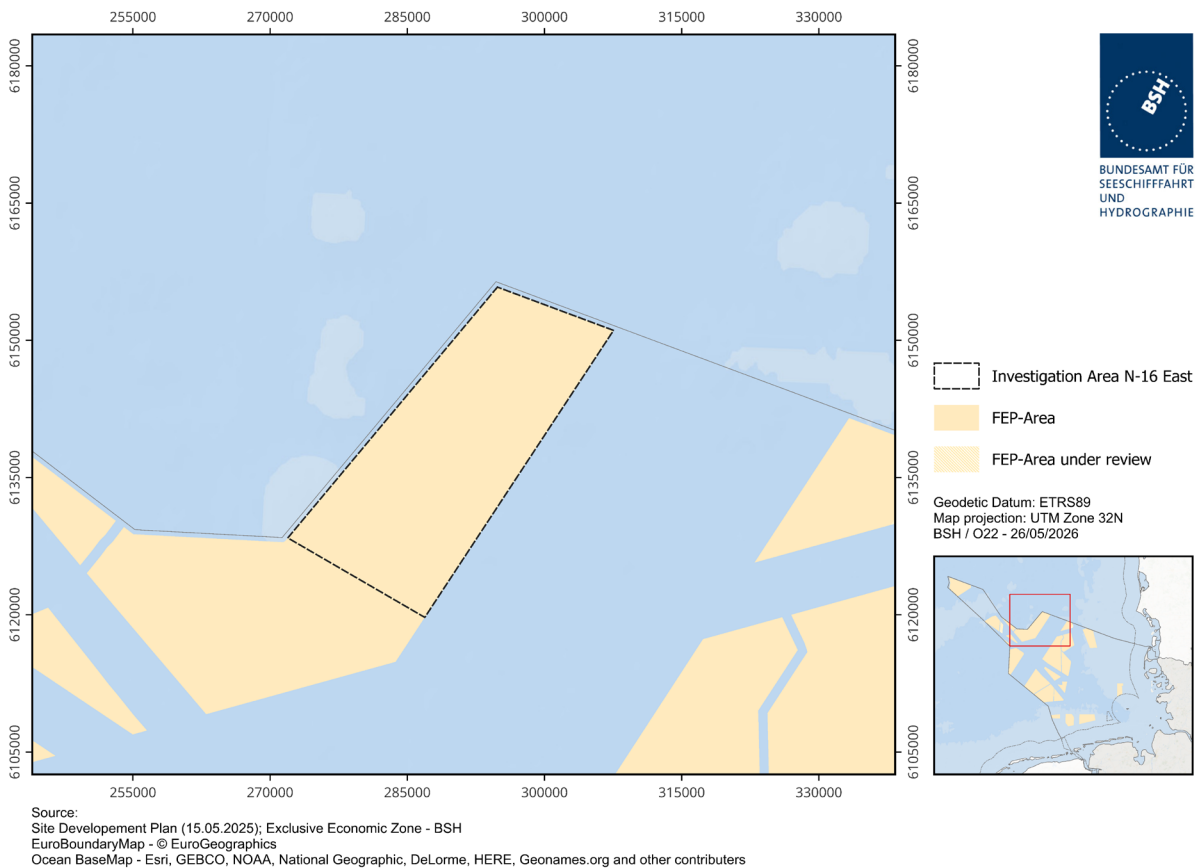 255000 270000 285000 300000 315000 330000
6180000 6180000
6165000 6165000
6150000 6150000
6135000 6135000
6120000 6120000
6105000 6105000
255000 270000 285000 300000 315000 330000
BSH
BUNDESAMT FÜR
SEESCHIFFFAHRT
UND
HYDROGRAPHIE
Investigation Area N-16 East
FEP-Area
FEP-Area under review
Geodetic Datum: ETRS89
Map projection: UTM Zone 32N
BSH / O22 - 26/05/2026
Source:
Site Developement Plan (15.05.2025); Exclusive Economic Zone - BSH
EuroBoundaryMap - © EuroGeographics
Ocean BaseMap - Esri, GEBCO, NOAA, National Geographic, DeLorme, HERE, Geonames.org and other contributers